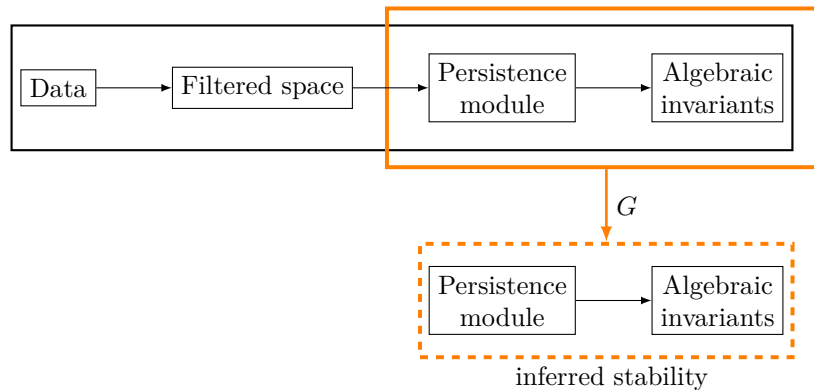 Data
Filtered space
Persistence
module
Algebraic
invariants
G
Persistence
module
Algebraic
invariants
inferred stability